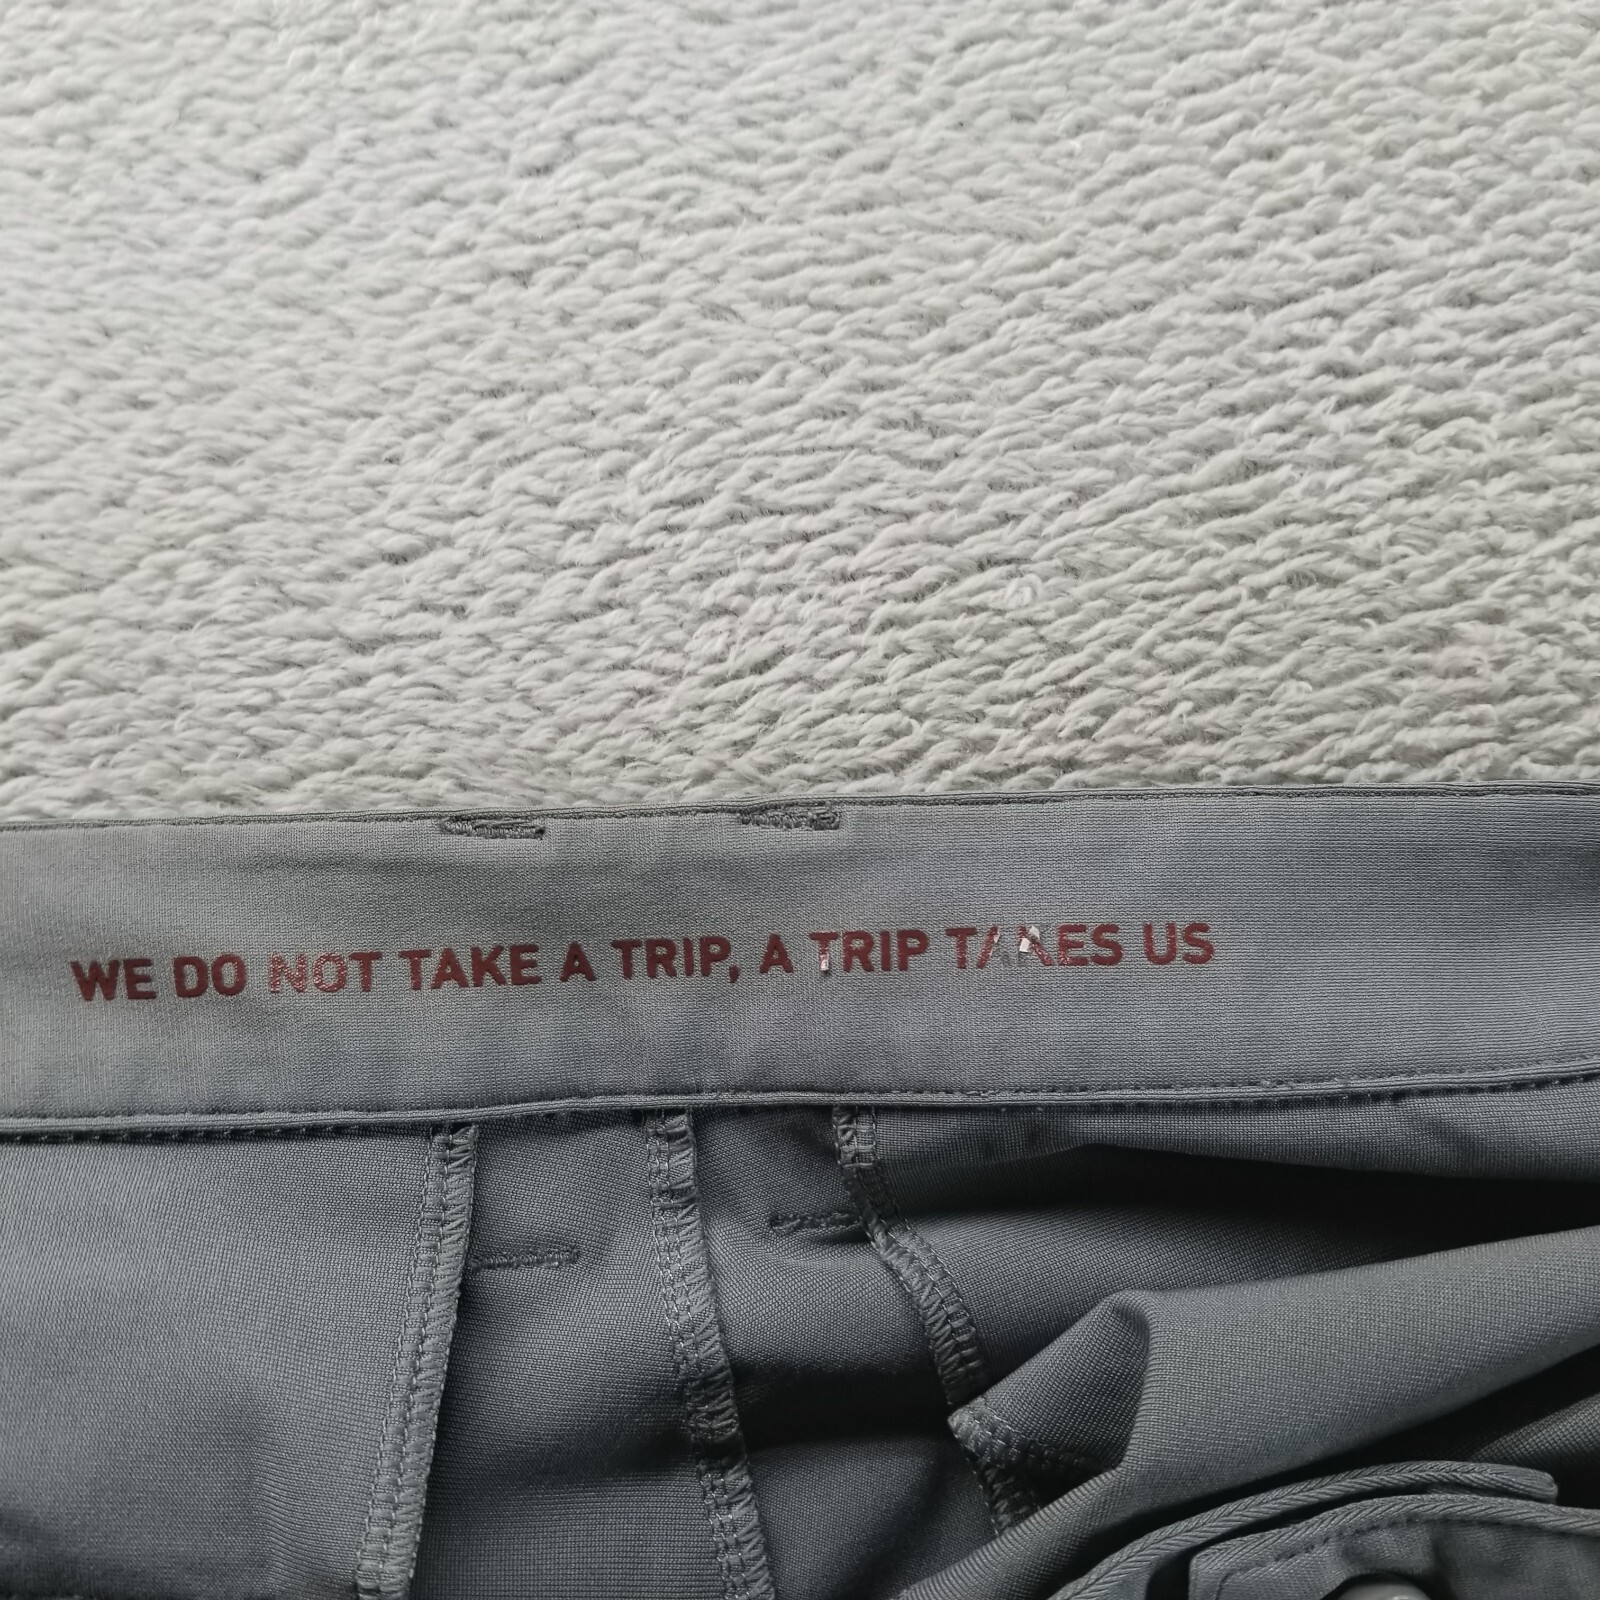 WE DO NOT TAKE A TRIP, A TRIP TAKES US